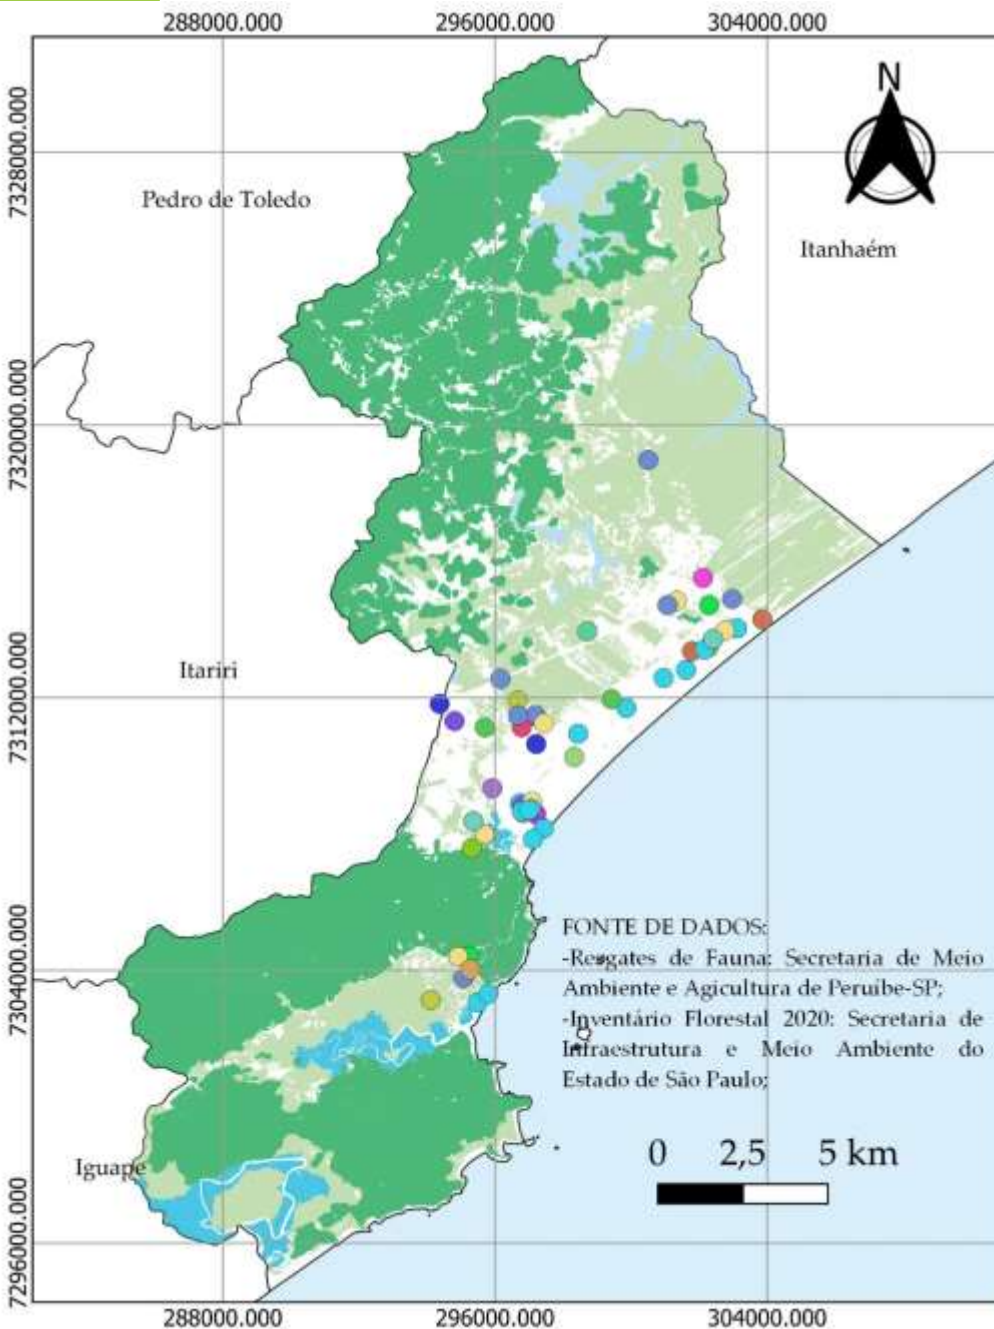 288000.000 296000.000 304000.000
N
7328000.000
Pedro de Toledo
Itanhaém
7320000.000
Itariri
7312000.000
FONTE DE DADOS:
-Resgates de Fauna: Secretaria de Meio
Ambiente e Agicultura de Peruíbe-SP;
-Inventário Florestal 2020: Secretaria de
Infraestrutura e Meio Ambiente do
Estado de São Paulo;
7304000.000
0 2,5 5 km
Iguape
7296000.000
288000.000 296000.000 304000.000